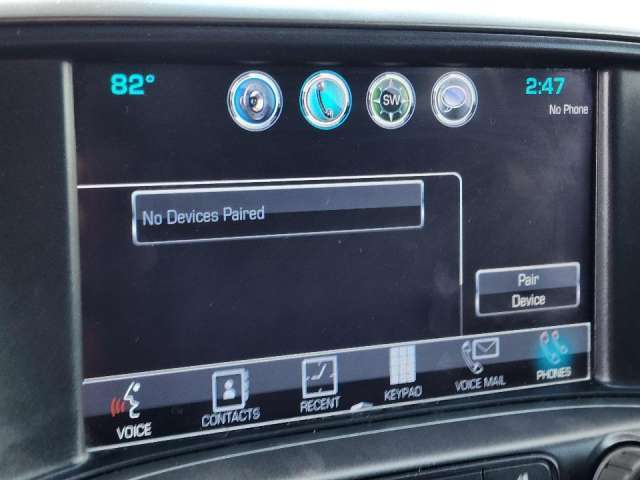 82°
SW
2:47
No Phone
No Devices Paired
Pair
Device
VOICE
CONTACTS
RECENT
KEYPAD
VOICE MAIL
PHONES